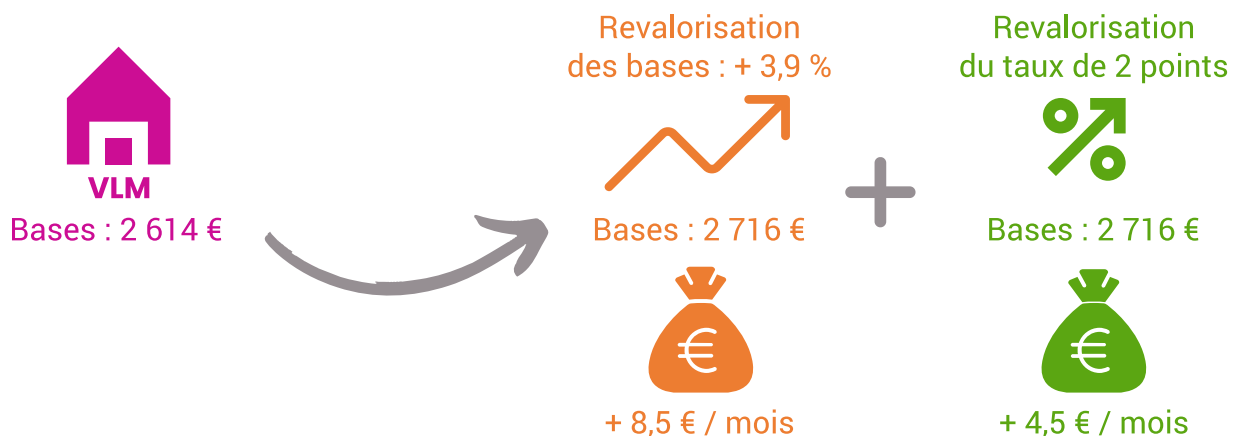 VLM
Bases : 2 614 €
Revalorisation
des bases : + 3,9 %
Bases : 2 716 €
€
+ 8,5 € / mois
+
Revalorisation
du taux de 2 points
%
Bases : 2 716 €
€
+ 4,5 € / mois